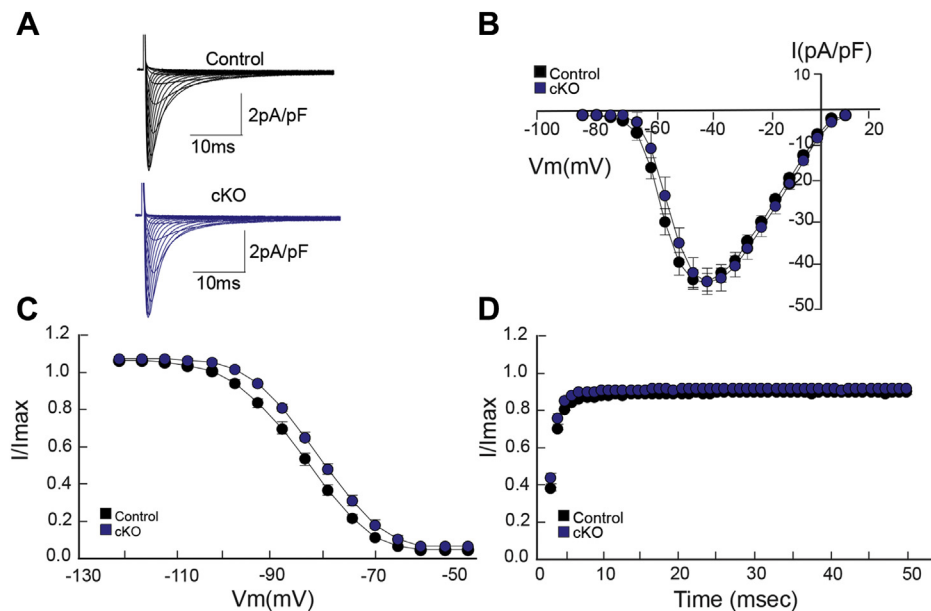 A
Control
2pA/pF
10ms
cKO
2pA/pF
10ms
B
I(pA/pF)
Control
cKO
10
-100 -80 -60 -40 -20 20
Vm(mV)
-10
-20
-30
-40
-50
C
1.2
1.0
0.8
0.6
0.4
0.2
0.0
I/Imax
Control
cKO
-130 -110 -90 -70 -50
Vm(mV)
D
1.2
1.0
0.8
0.6
0.4
0.2
0.0
I/Imax
Control
cKO
0 10 20 30 40 50
Time (msec)